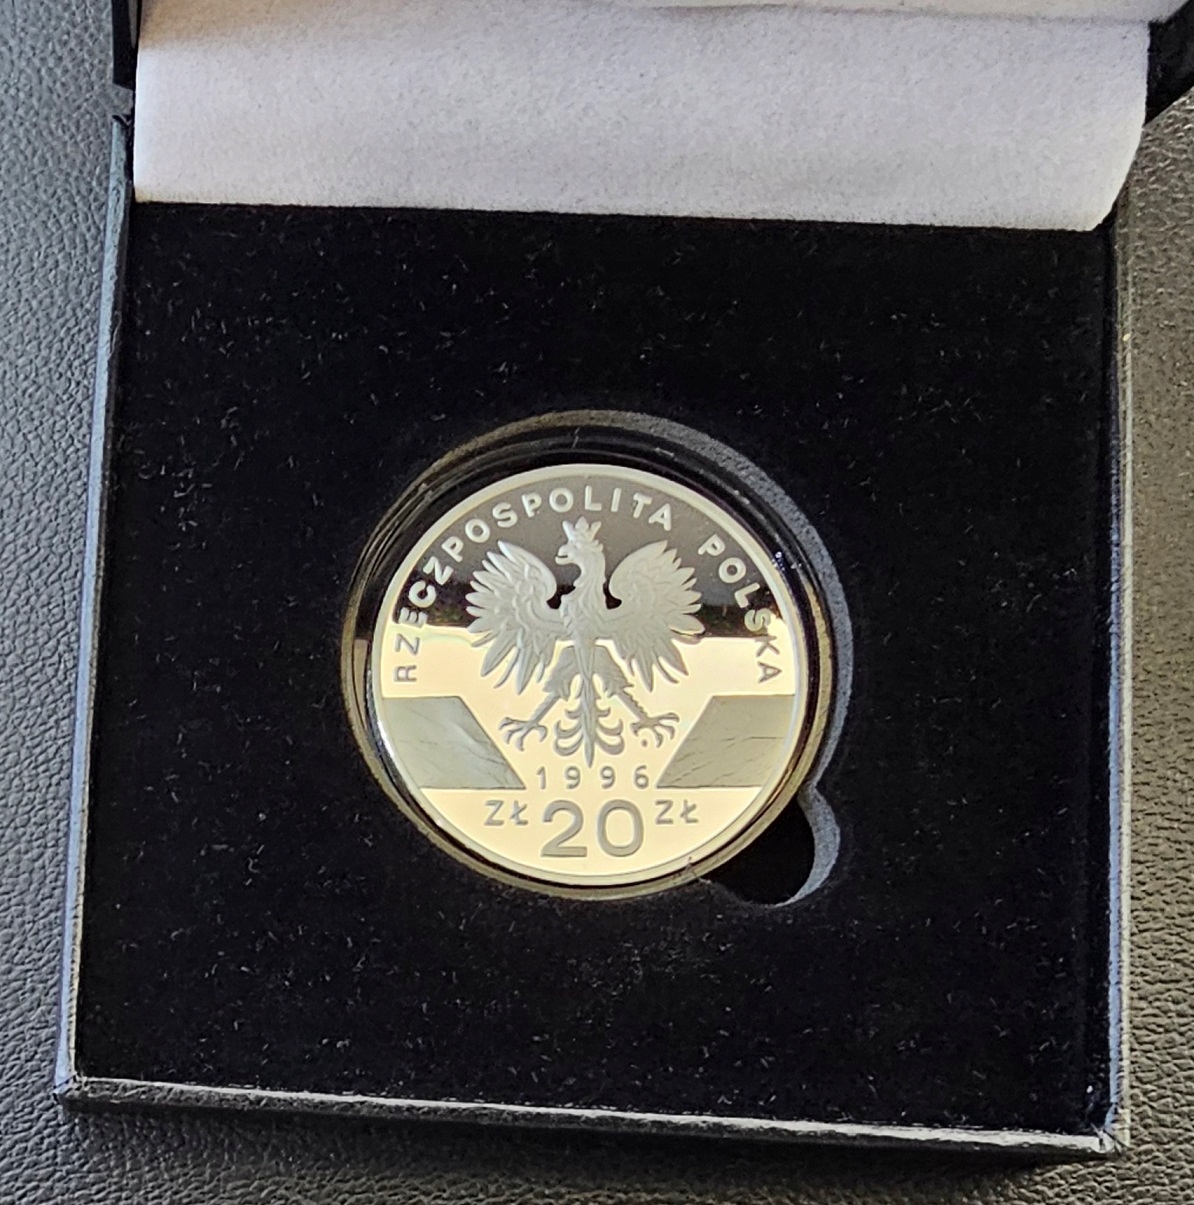 RZECZPOSPOLITA POLSKA
1996
ZŁ 20 ZŁ